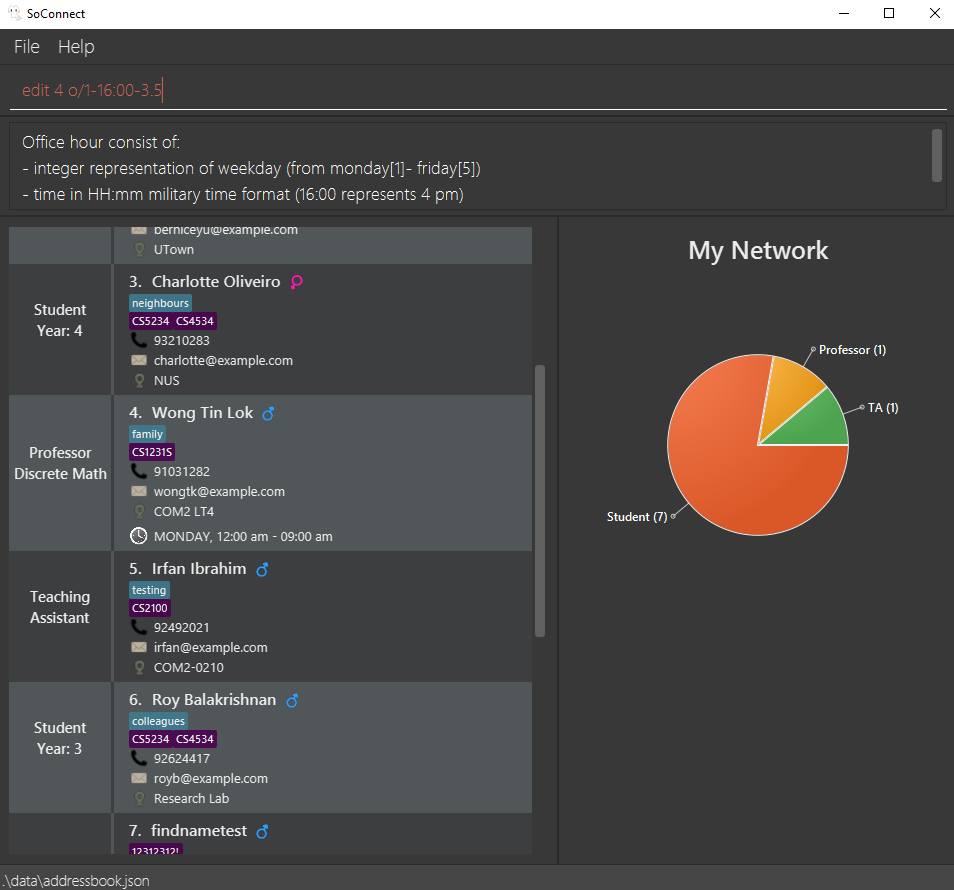 SoConnect
File Help
edit 4 o/1-16:00-3.5
Office hour consist of:
- integer representation of weekday (from monday[1]- friday[5])
- time in HH:mm military time format (16:00 represents 4 pm)
berniceyu@example.com
UTown
Student
Year: 4
3. Charlotte Oliveiro
neighbours
CS5234 CS4534
93210283
charlotte@example.com
NUS
Professor
Discrete Math
4. Wong Tin Lok
family
CS1231S
91031282
wongtk@example.com
COM2 LT4
MONDAY, 12:00 am - 09:00 am
Teaching
Assistant
5. Irfan Ibrahim
testing
CS2100
92492021
irfan@example.com
COM2-0210
Student
Year: 3
6. Roy Balakrishnan
colleagues
CS5234 CS4534
92624417
royb@example.com
Research Lab
7. findnametest
12312312!
My Network
Professor (1)
TA (1)
Student (7)
.\data\addressbook.json